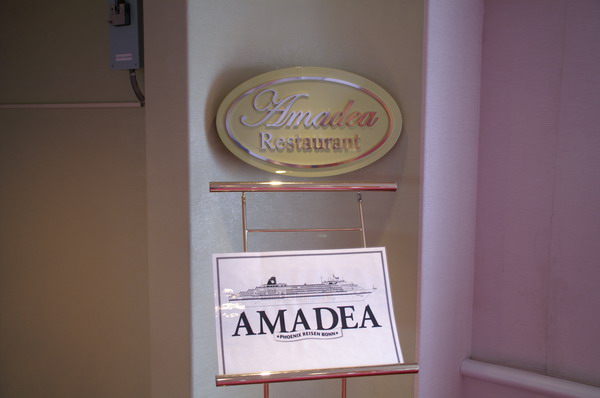 Amadea
Restaurant
AMADEA
•PHOENIX REISEN BONN•